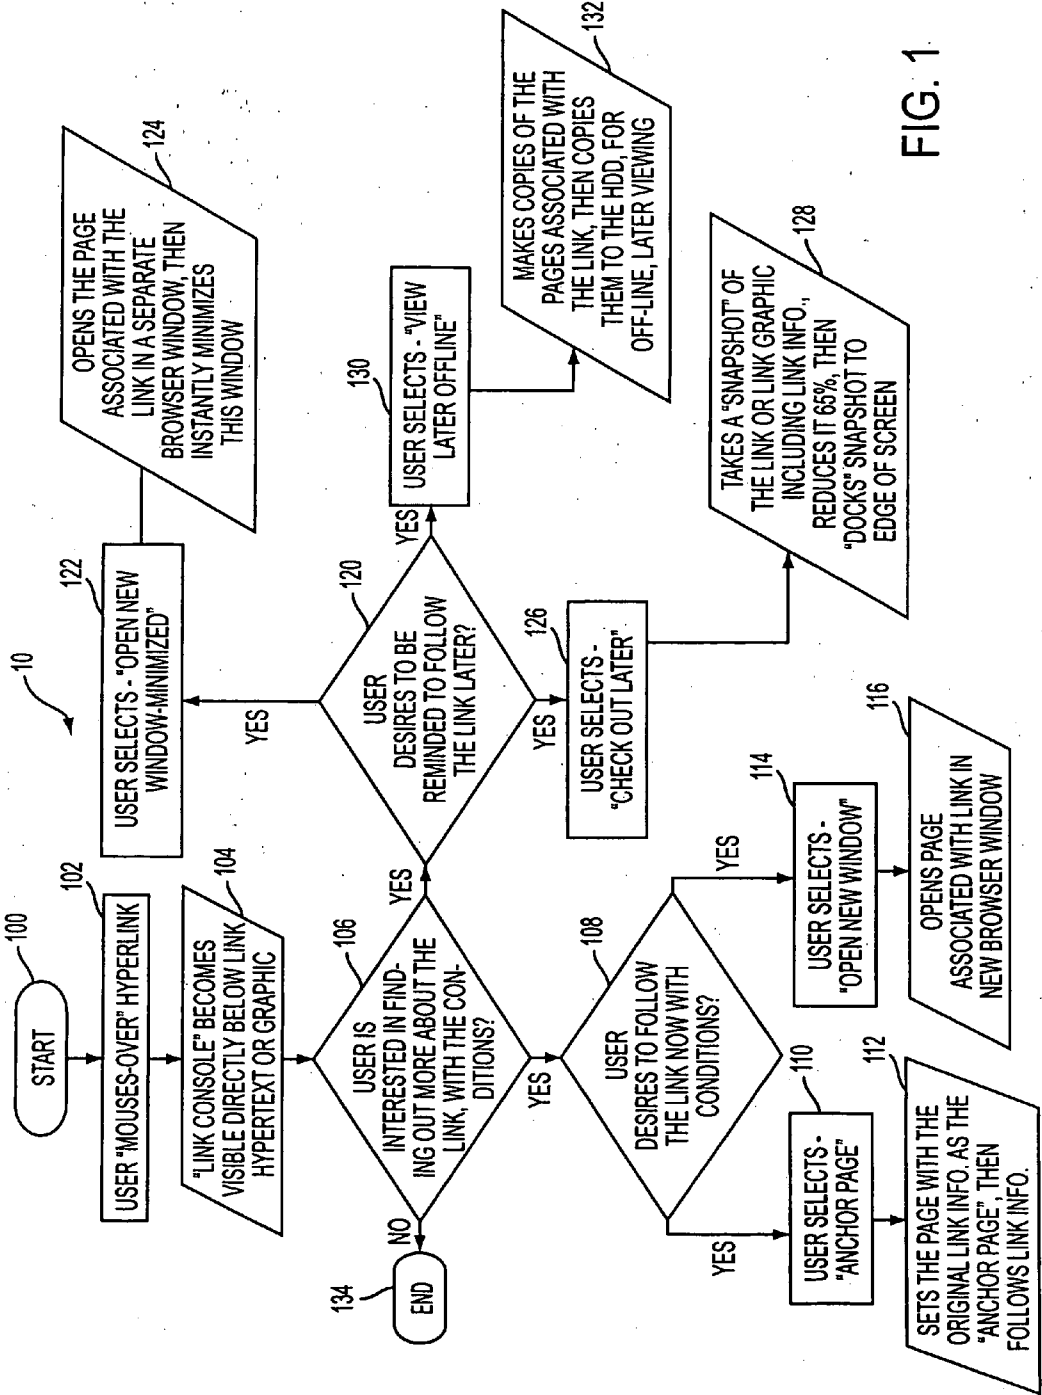 10
100
START
102
USER "MOUSES-OVER" HYPERLINK
104
"LINK CONSOLE" BECOMES
VISIBLE DIRECTLY BELOW LINK
HYPERTEXT OR GRAPHIC
106
USER IS
INTERESTED IN FIND-
ING OUT MORE ABOUT THE
LINK, WITH THE CON-
DITIONS?
NO
134
END
YES
YES
108
USER
DESIRES TO FOLLOW
THE LINK NOW WITH
CONDITIONS?
YES
110
USER SELECTS-
"ANCHOR PAGE"
112
SETS THE PAGE WITH THE
ORIGINAL LINK INFO. AS THE
"ANCHOR PAGE", THEN
FOLLOWS LINK INFO.
YES
114
USER SELECTS -
"OPEN NEW WINDOW"
116
OPENS PAGE
ASSOCIATED WITH LINK IN
NEW BROWSER WINDOW
120
USER
DESIRES TO BE
REMINDED TO FOLLOW
THE LINK LATER?
YES
122
USER SELECTS - "OPEN NEW
WINDOW-MINIMIZED"
124
OPENS THE PAGE
ASSOCIATED WITH THE
LINK IN A SEPARATE
BROWSER WINDOW, THEN
INSTANTLY MINIMIZES
THIS WINDOW
YES
126
USER SELECTS -
"CHECK OUT LATER"
128
TAKES A "SNAPSHOT" OF
THE LINK OR LINK GRAPHIC
INCLUDING LINK INFO.,
REDUCES IT 65%, THEN
"DOCKS" SNAPSHOT TO
EDGE OF SCREEN
YES
130
USER SELECTS - "VIEW
LATER OFFLINE"
132
MAKES COPIES OF THE
PAGES ASSOCIATED WITH
THE LINK, THEN COPIES
THEM TO THE HDD, FOR
OFF-LINE, LATER VIEWING
FIG. 1